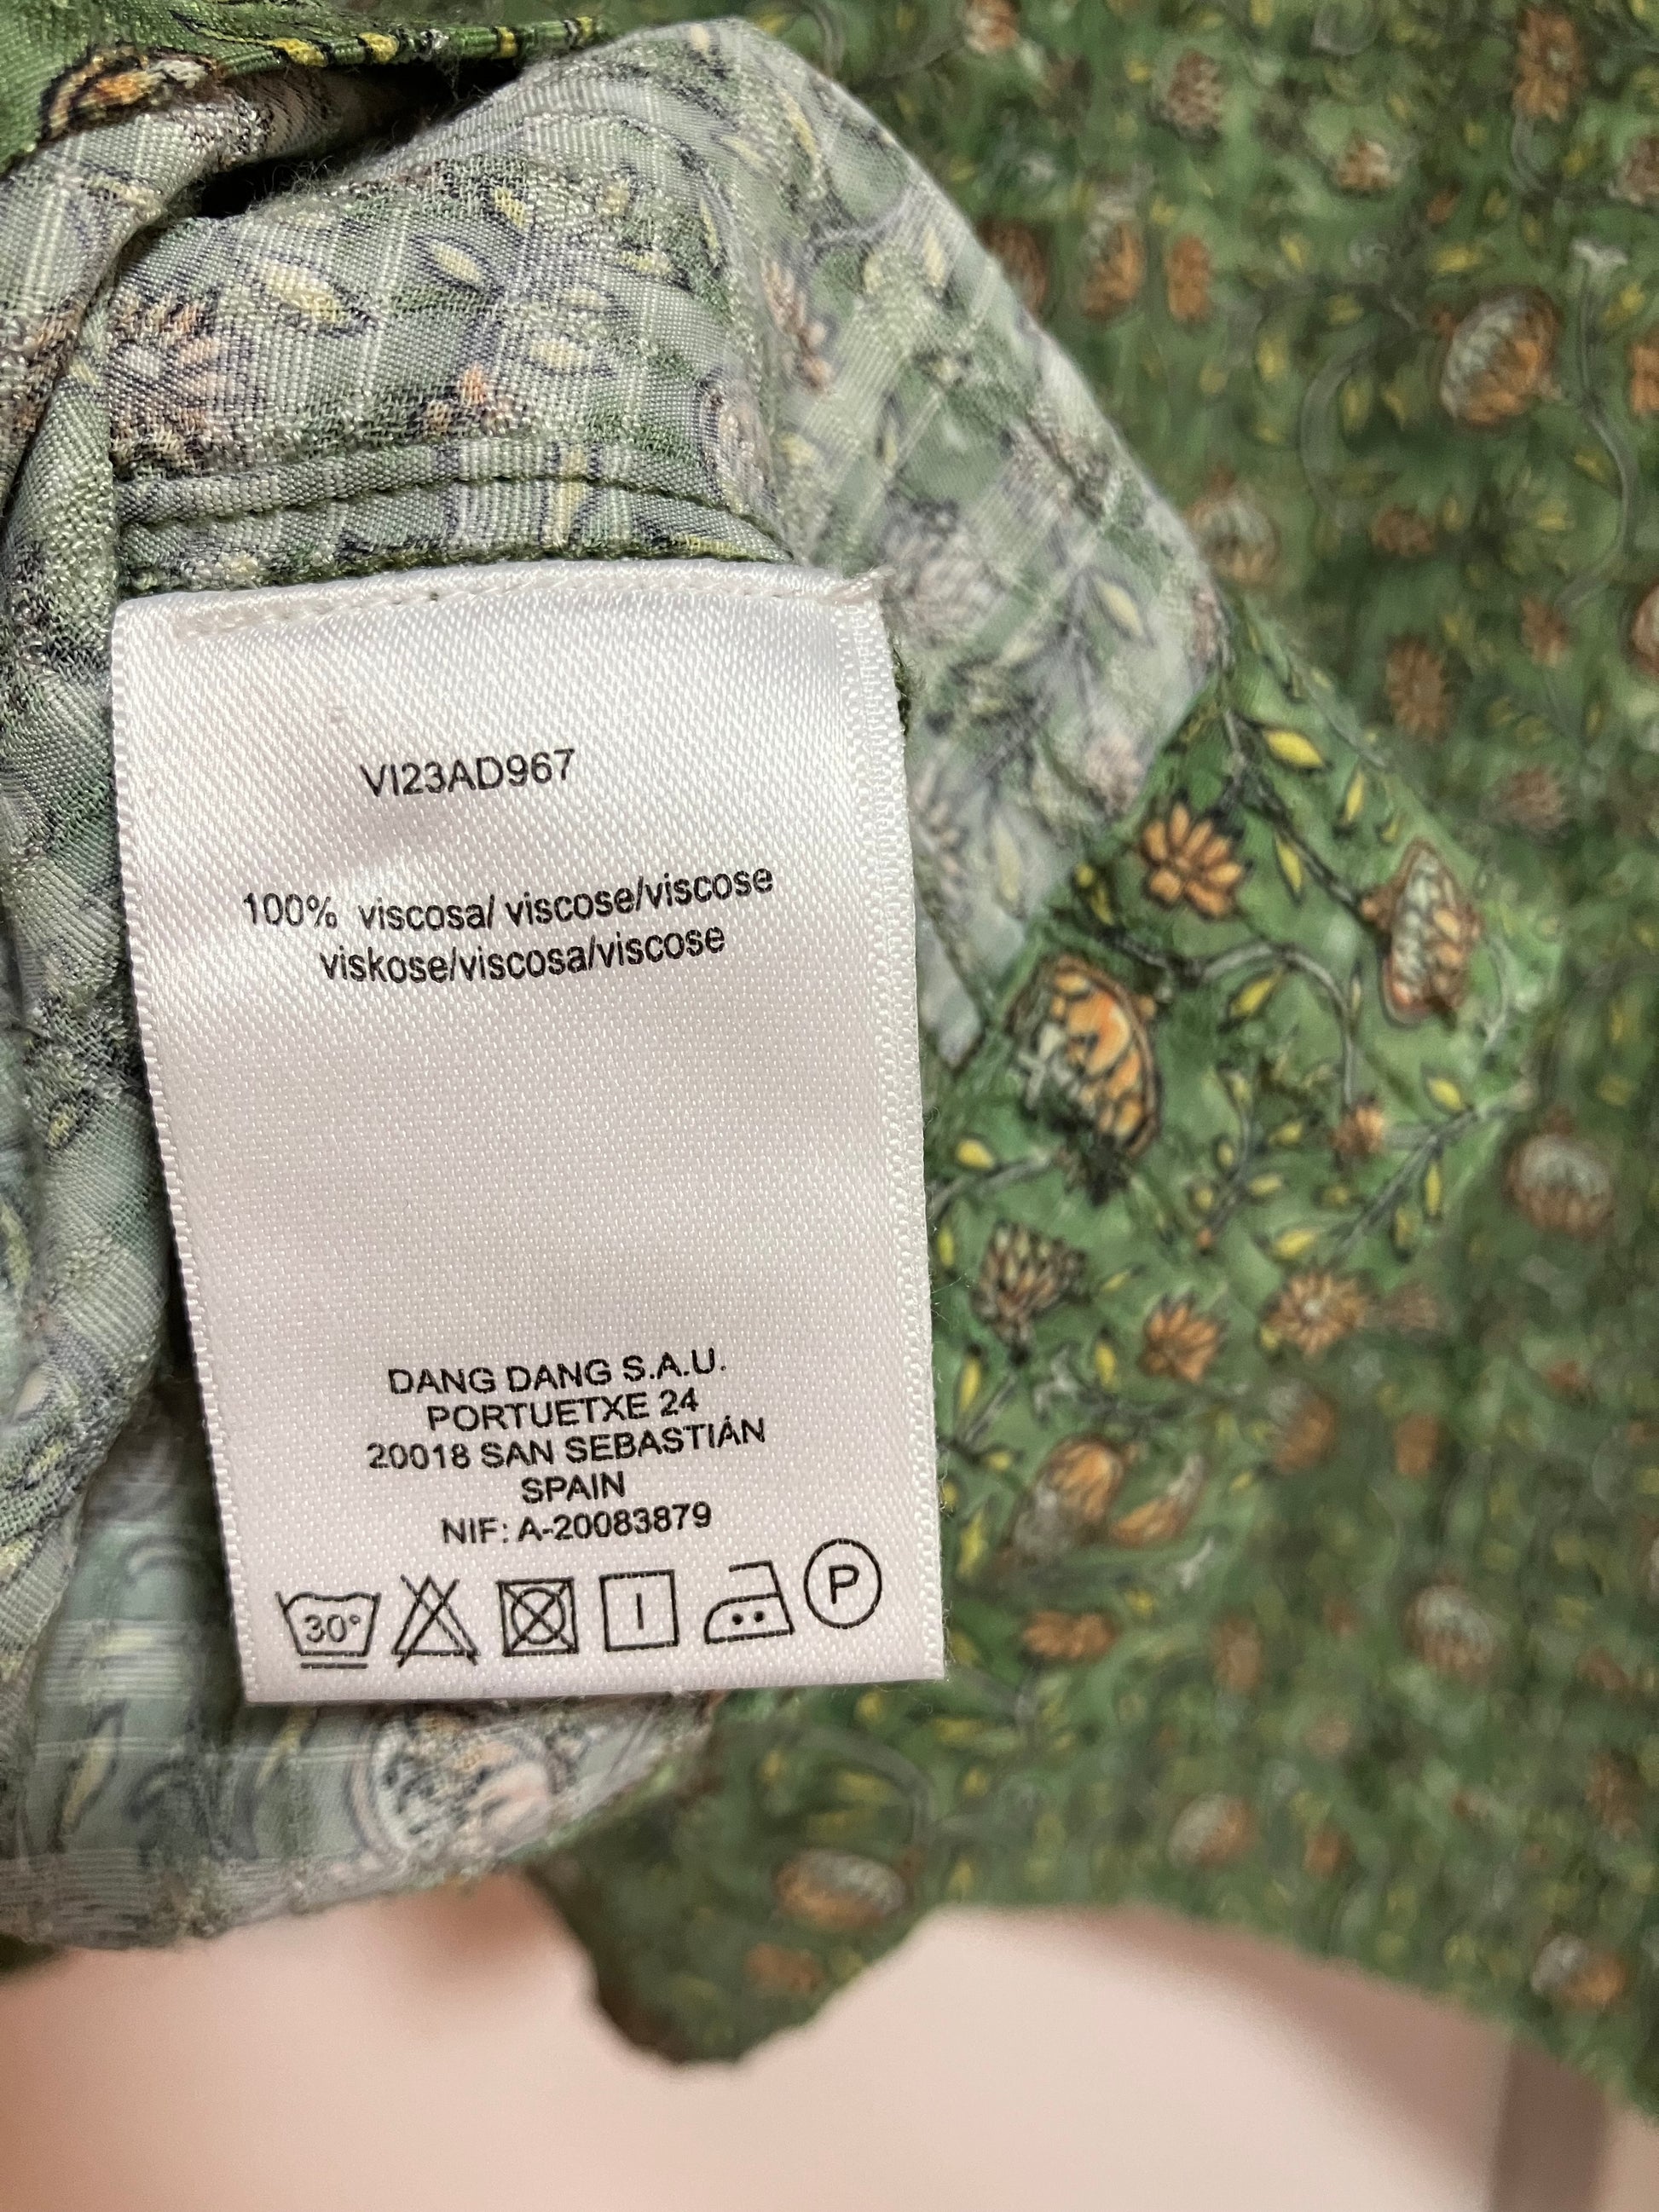 VI23AD967
100% viscosa/ viscose/viscose
viskose/viscosa/viscose
DANG DANG S.A.U.
PORTUETXE 24
20018 SAN SEBASTIÁN
SPAIN
NIF: A-20083879
30° P